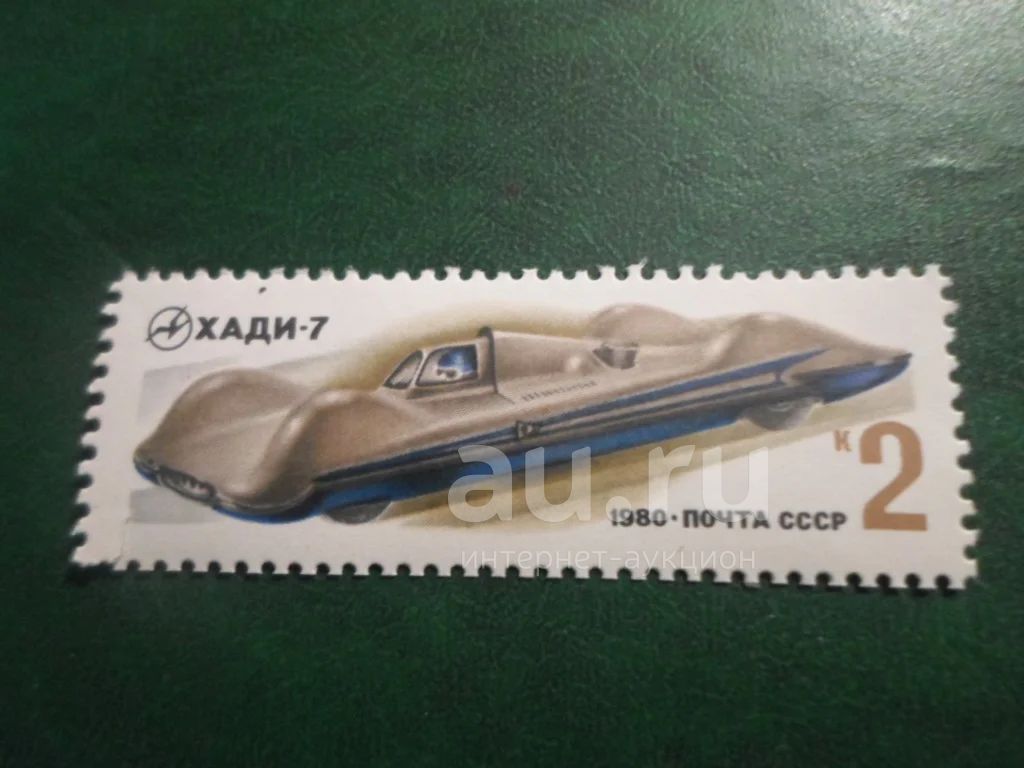 ХАДИ-7
к 2
1980 • ПОЧТА СССР
au.ru
интернет-аукцион